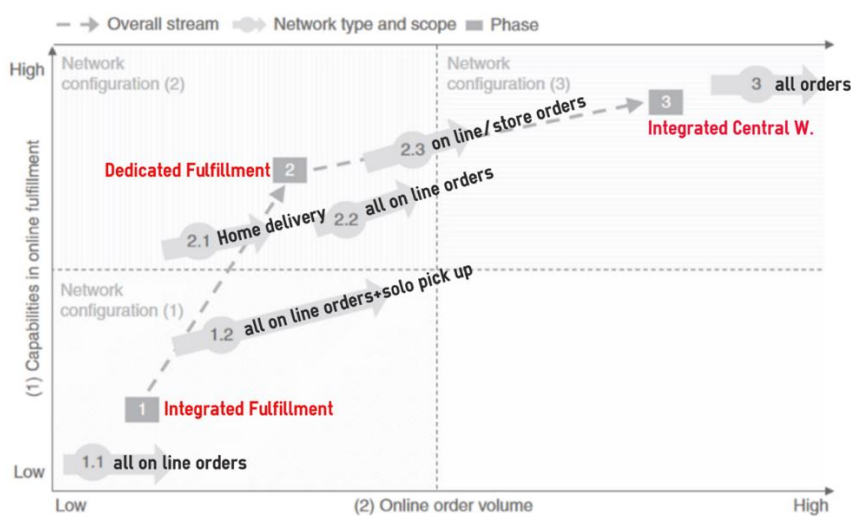 Overall stream Network type and scope Phase
High
Network
configuration (2)
Network
configuration (3)
3 all orders
3
Integrated Central W.
2.3 on line/store orders
Dedicated Fulfillment 2
2.2 all on line orders
2.1 Home delivery
(1) Capabilities in online fulfillment
Network
configuration (1)
1.2 all on line orders+solo pick up
1 Integrated Fulfillment
1.1 all on line orders
Low
Low (2) Online order volume High